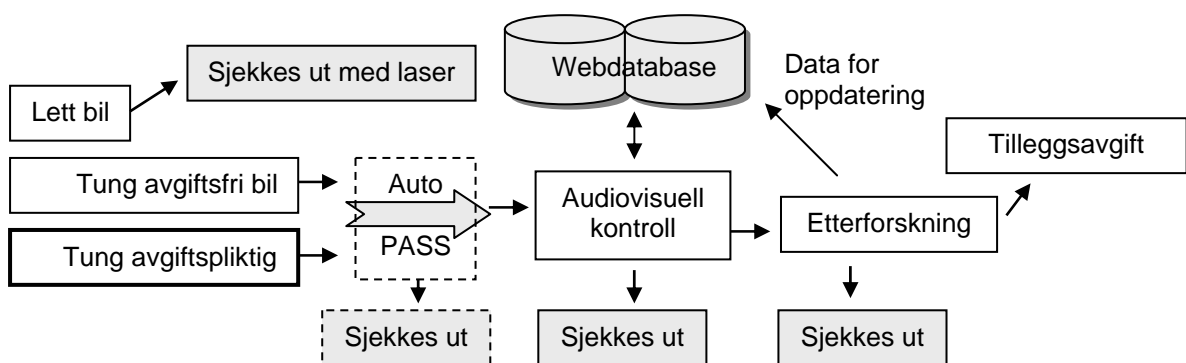 Sjekkes ut med laser
Webdatabase
Data for
oppdatering
Lett bil
Tilleggsavgift
Tung avgiftsfri bil
Auto
PASS
Audiovisuell
kontroll
Etterforskning
Tung avgiftspliktig
Sjekkes ut
Sjekkes ut
Sjekkes ut